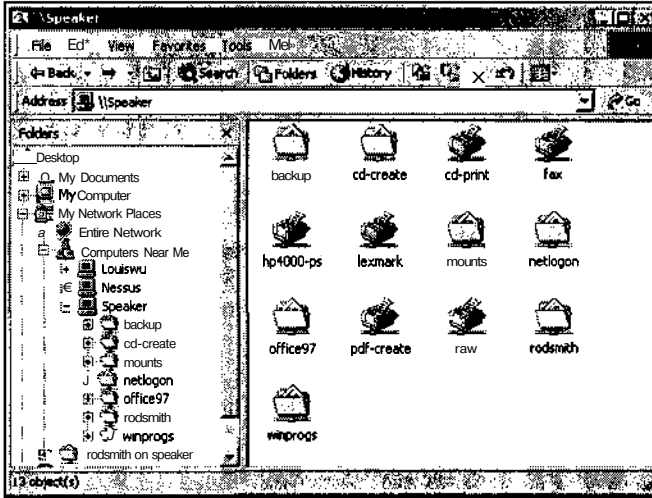 \\Speaker
File Ed* View Favorites Tools Mel
Back Search Folders History
Address \\Speaker Go
Folders
Desktop
My Documents
My Computer
My Network Places
Entire Network
Computers Near Me
Louiswu
Nessus
Speaker
backup
cd-create
mounts
netlogon
office97
rodsmith
winprogs
rodsmith on speaker
backup cd-create cd-print fax
hp4000-ps lexmark mounts netlogon
office97 pdf-create raw rodsmith
winprogs
13 object(s)